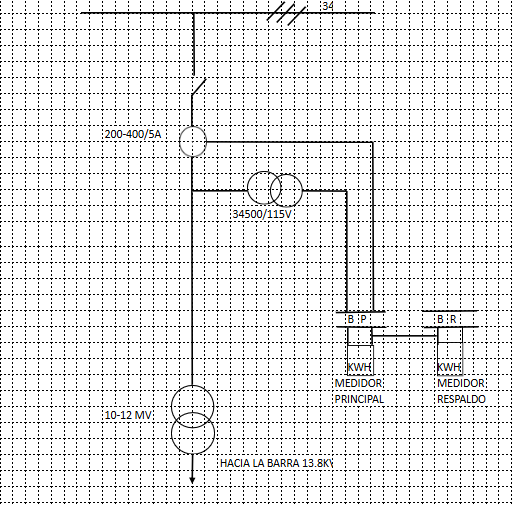 34
200-400/5A
34500/115V
B P
B R
KWH
KWH
MEDIDOR
PRINCIPAL
MEDIDOR
RESPALDO
10-12 MV
HACIA LA BARRA 13.8KV